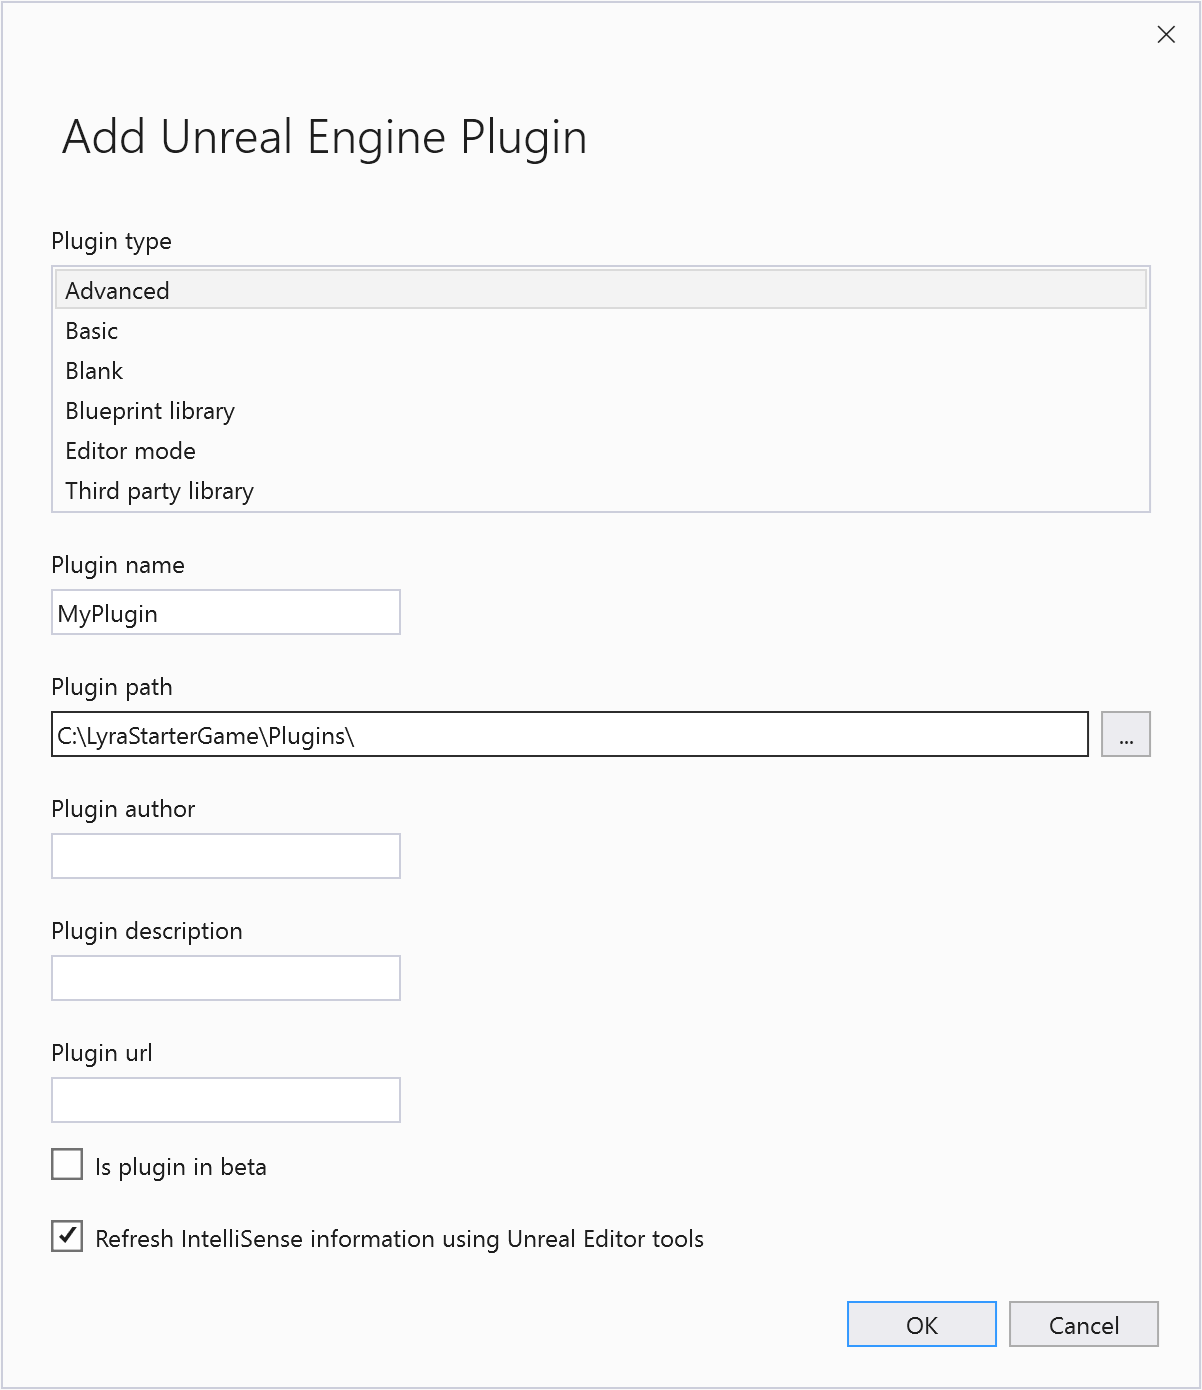 Add Unreal Engine Plugin
Plugin type
Advanced
Basic
Blank
Blueprint library
Editor mode
Third party library
Plugin name
MyPlugin
Plugin path
C:\LyraStarterGame\Plugins\
...
Plugin author
Plugin description
Plugin url
Is plugin in beta
Refresh IntelliSense information using Unreal Editor tools
OK Cancel